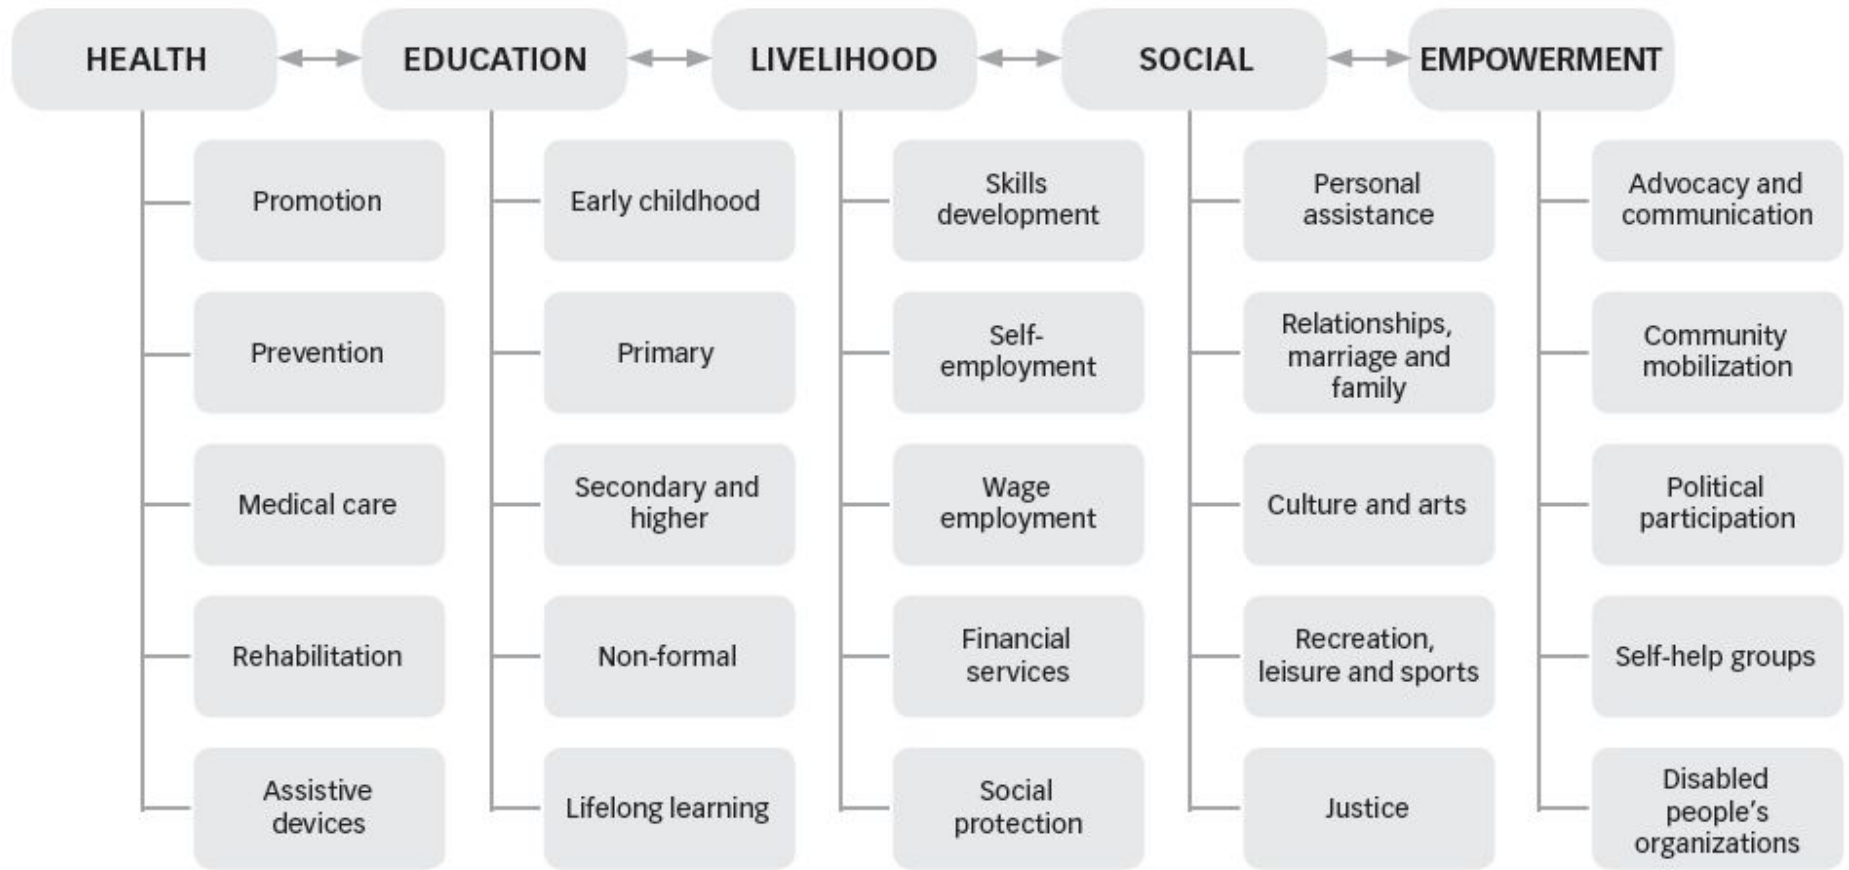 HEALTH
EDUCATION
LIVELIHOOD
SOCIAL
EMPOWERMENT
Promotion
Prevention
Medical care
Rehabilitation
Assistive
devices
Early childhood
Primary
Secondary and
higher
Non-formal
Lifelong learning
Skills
development
Self-
employment
Wage
employment
Financial
services
Social
protection
Personal
assistance
Relationships,
marriage and
family
Culture and arts
Recreation,
leisure and sports
Justice
Advocacy and
communication
Community
mobilization
Political
participation
Self-help groups
Disabled
people’s
organizations